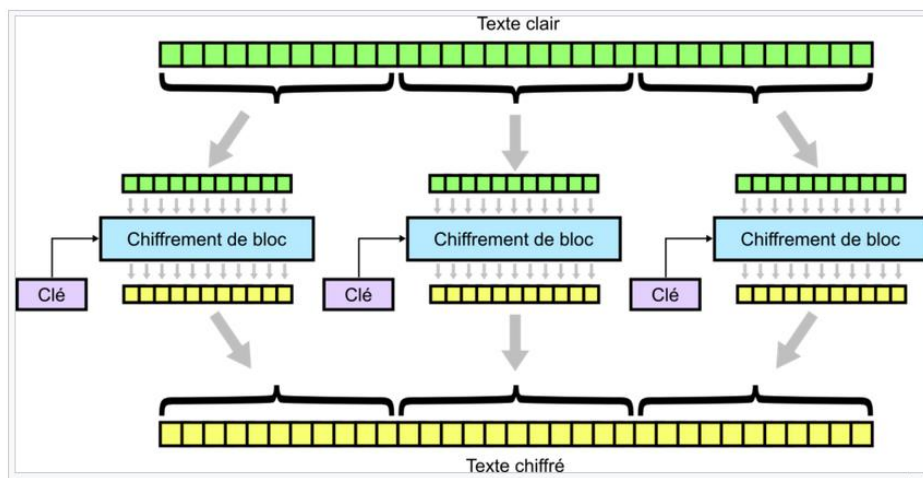 Texte clair
Chiffrement de bloc
Chiffrement de bloc
Chiffrement de bloc
Clé
Clé
Clé
Texte chiffré